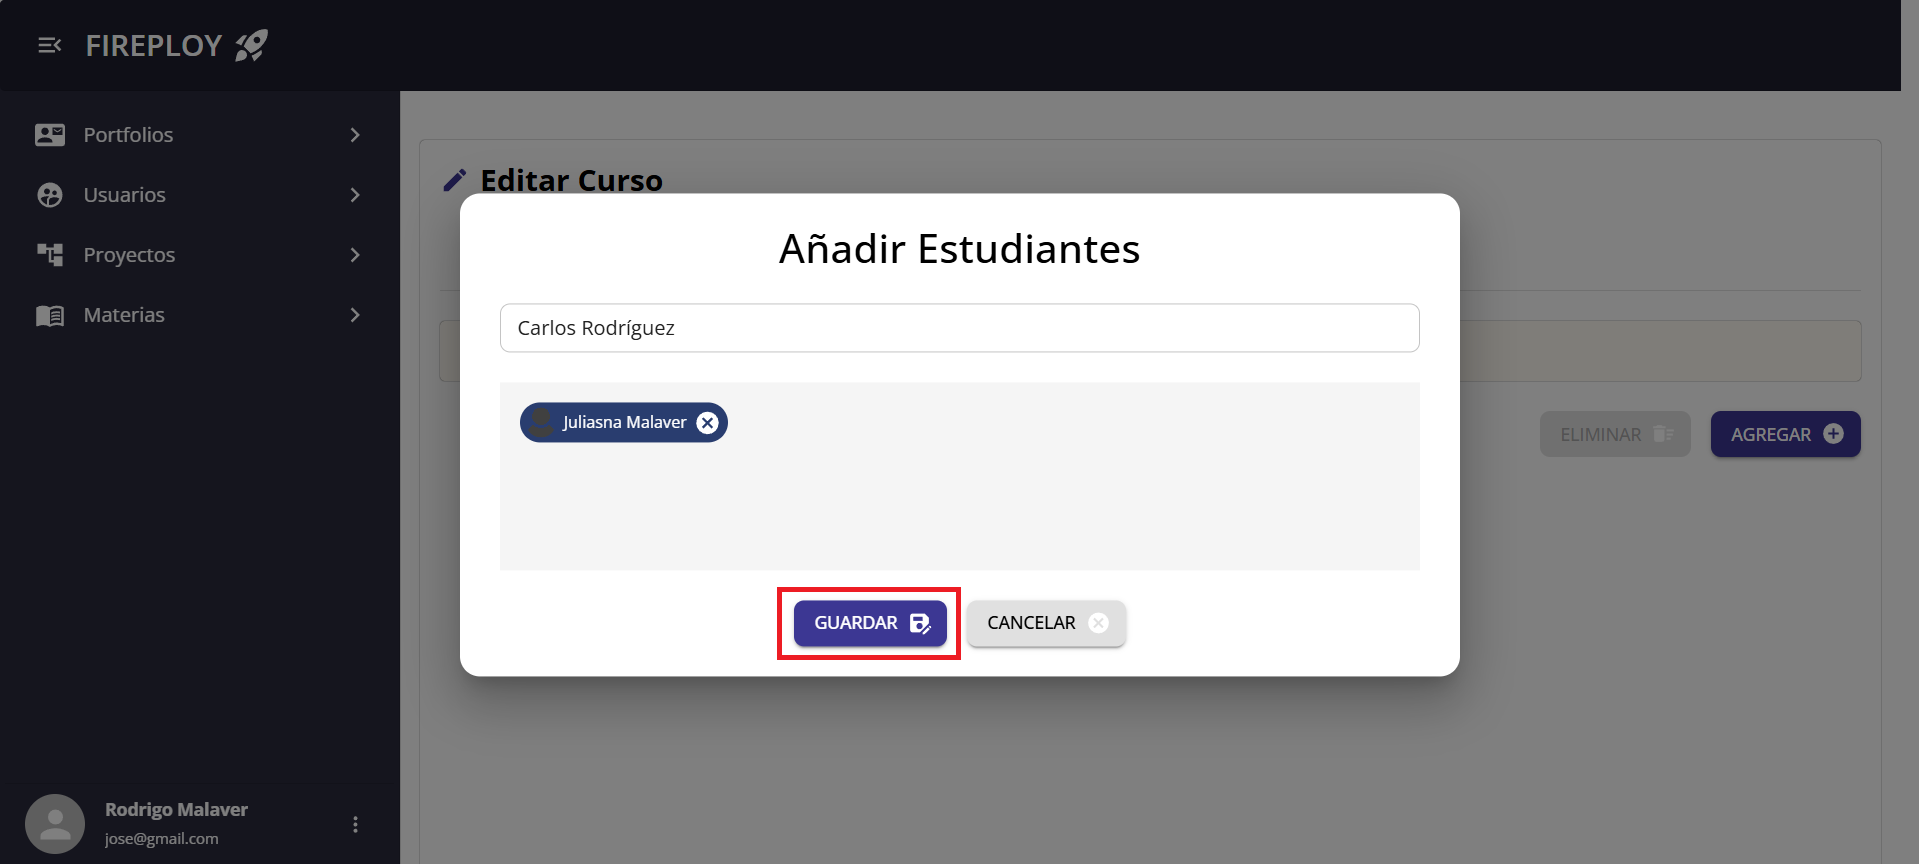 FIREPLOY
Portfolios
Usuarios
Proyectos
Materias
Editar Curso
Añadir Estudiantes
Carlos Rodríguez
Juliasna Malaver
ELIMINAR
AGREGAR
GUARDAR
CANCELAR
Rodrigo Malaver
jose@gmail.com